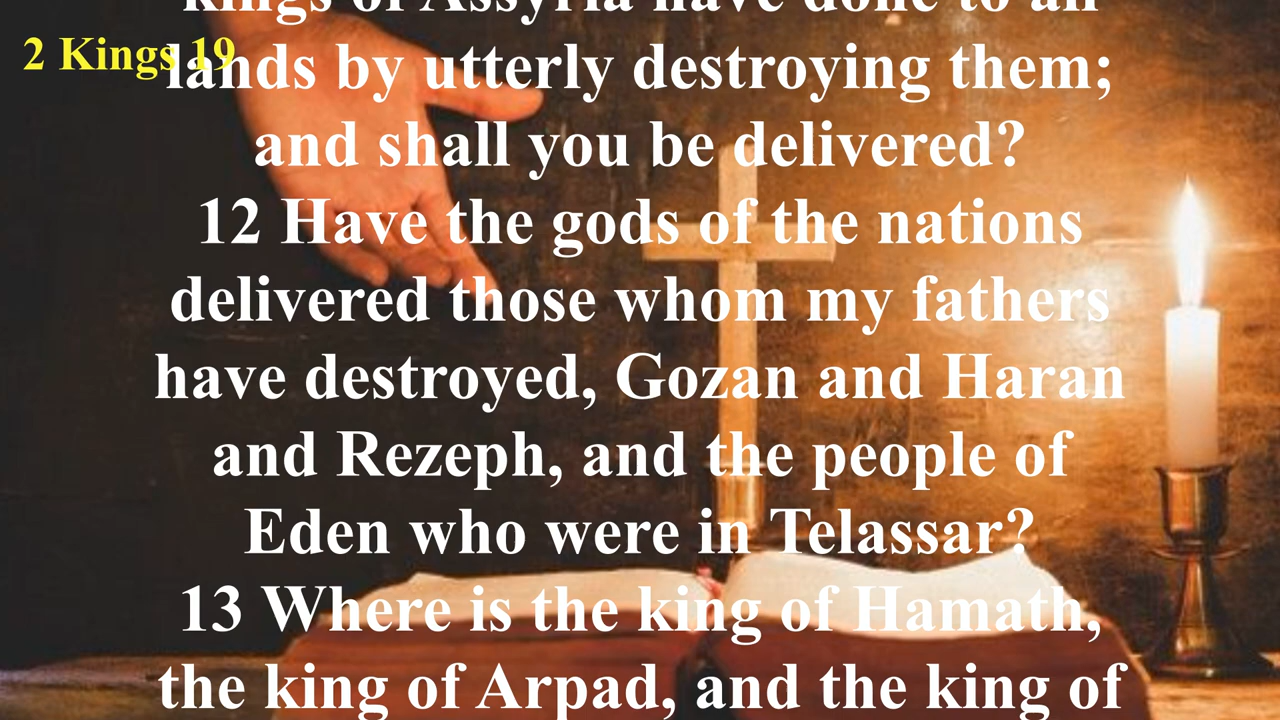 kings of Assyria have done to all
2 Kings 19
lands by utterly destroying them;
and shall you be delivered?
12 Have the gods of the nations
delivered those whom my fathers
have destroyed, Gozan and Haran
and Rezeph, and the people of
Eden who were in Telassar?
13 Where is the king of Hamath,
the king of Arpad, and the king of